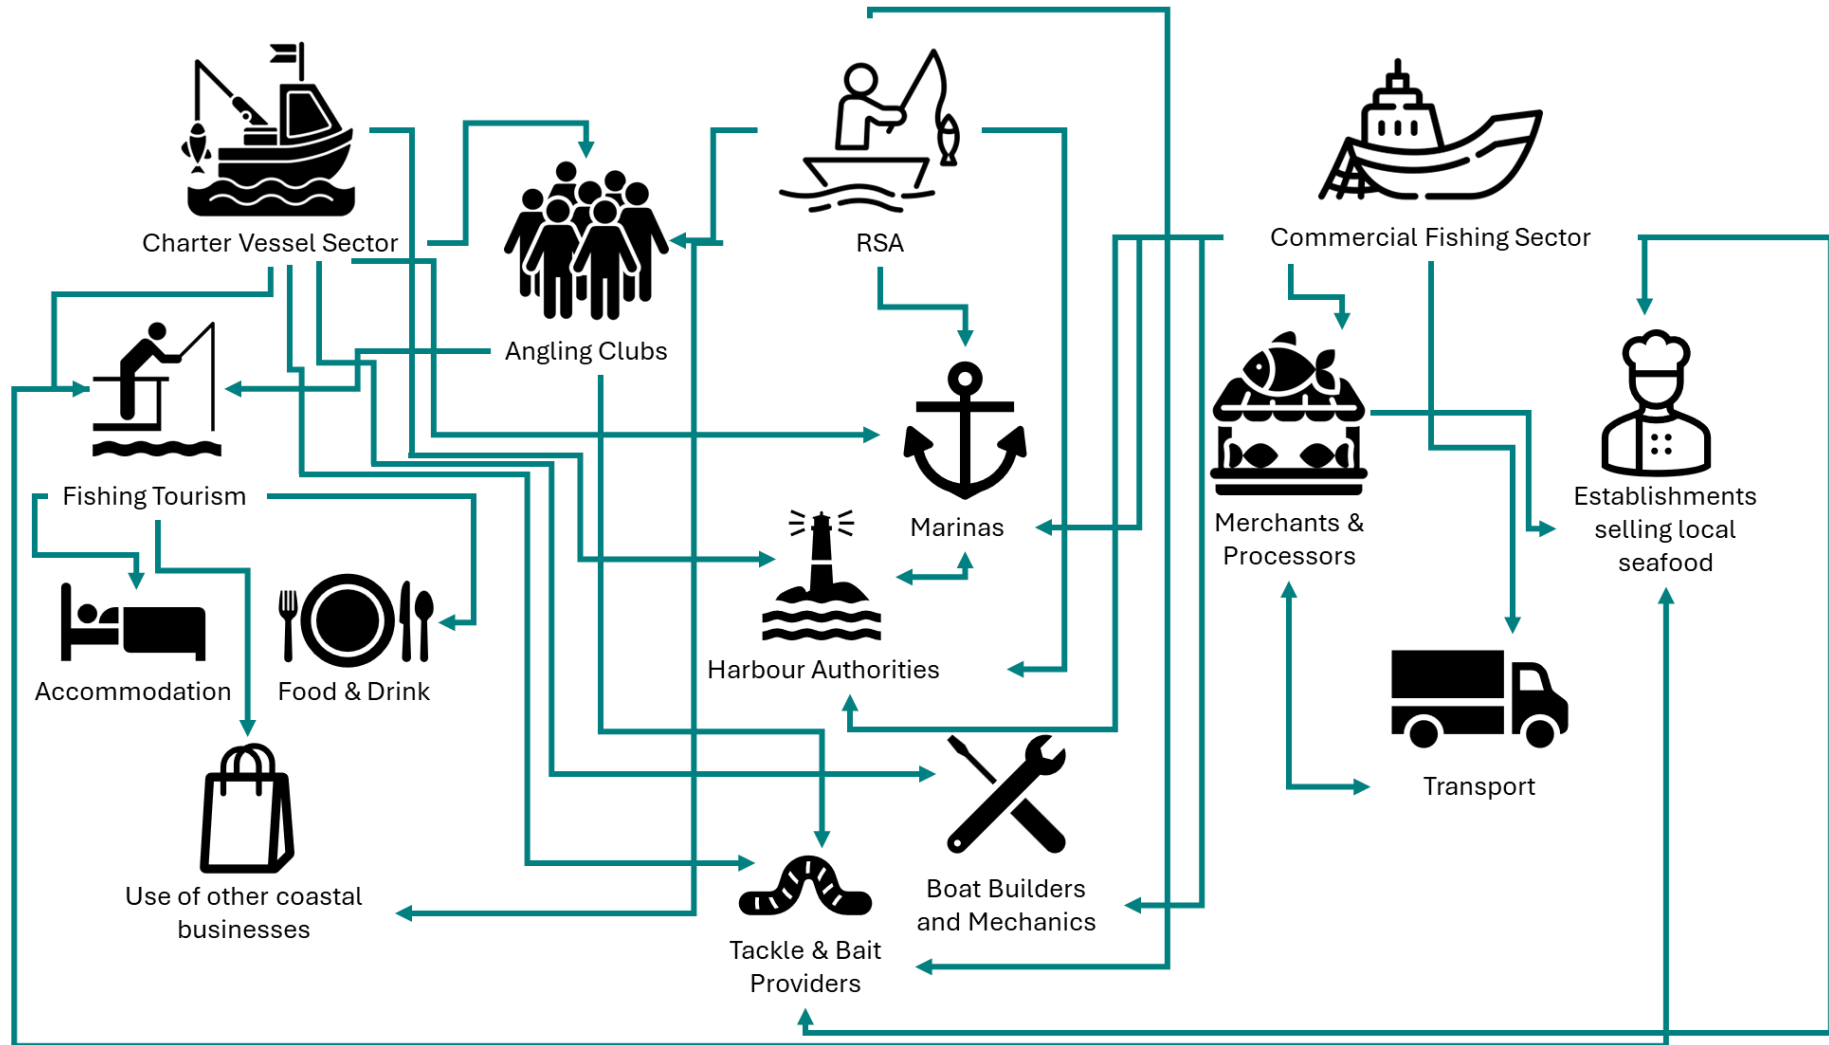 Charter Vessel Sector
RSA
Commercial Fishing Sector
Angling Clubs
Fishing Tourism
Marinas
Merchants &
Processors
Establishments
selling local
seafood
Accommodation
Food & Drink
Harbour Authorities
Transport
Use of other coastal
businesses
Boat Builders
and Mechanics
Tackle & Bait
Providers